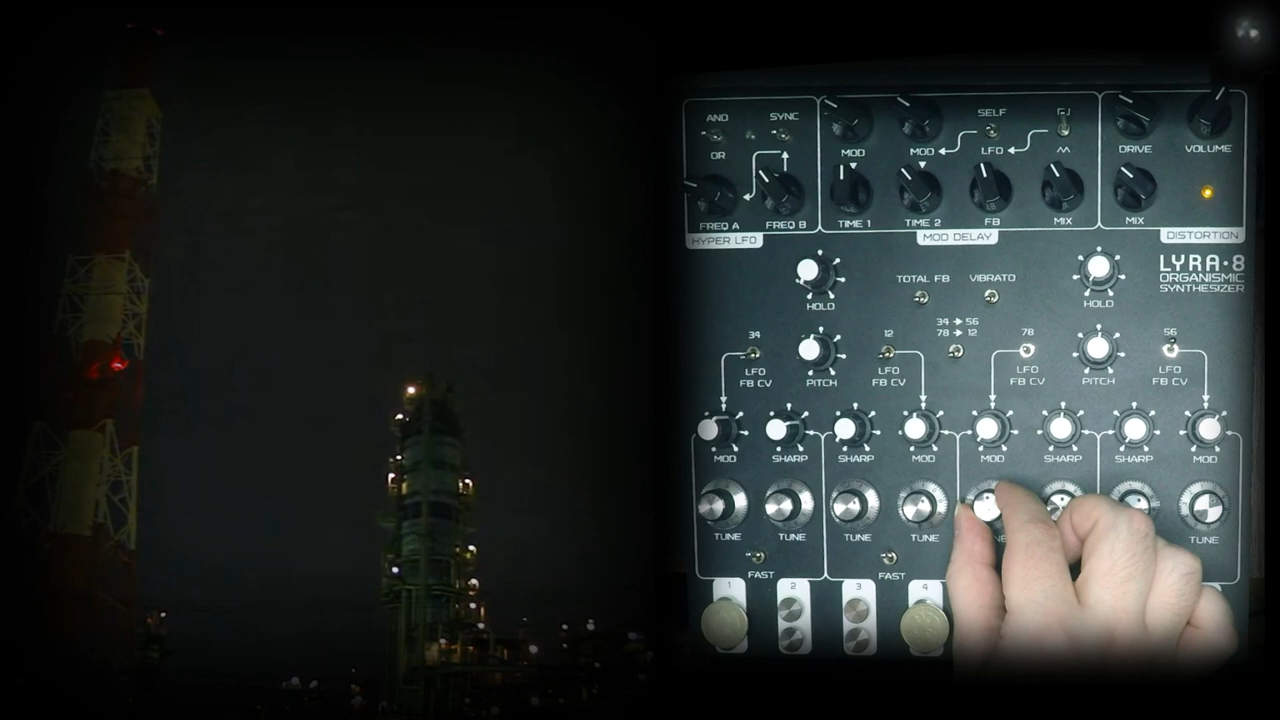 AND SYNC
OR
FREQ A FREQ B
HYPER LFO
MOD MOD SELF LFO
TIME 1 TIME 2 FB MIX
MOD DELAY
DRIVE VOLUME
MIX
DISTORTION
LYRA-8
ORGANISMIC
SYNTHESIZER
HOLD TOTAL FB VIBRATO HOLD
34 → 56
78 → 12
34 12 78 56
LFO LFO LFO LFO
FB CV FB CV FB CV FB CV
PITCH PITCH
MOD SHARP SHARP MOD MOD SHARP SHARP MOD
TUNE TUNE TUNE TUNE TUNE
FAST FAST
1 2 3 4